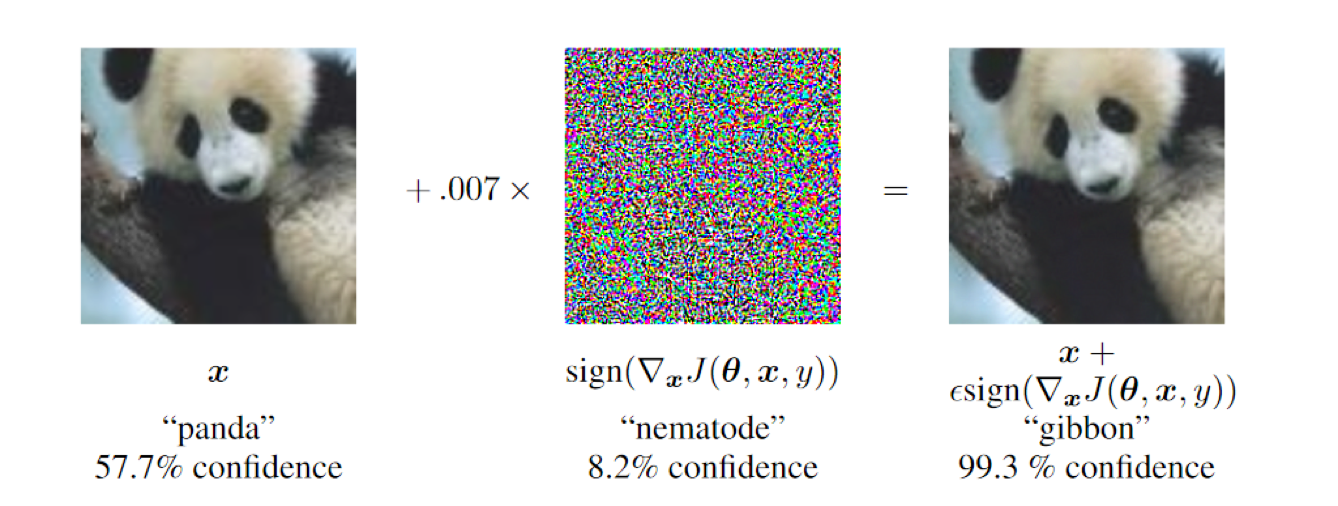 + .007 ×
=
x
sign(∇ₓJ(θ, x, y))
x +
ϵsign(∇ₓJ(θ, x, y))
“panda”
“nematode”
“gibbon”
57.7% confidence
8.2% confidence
99.3 % confidence